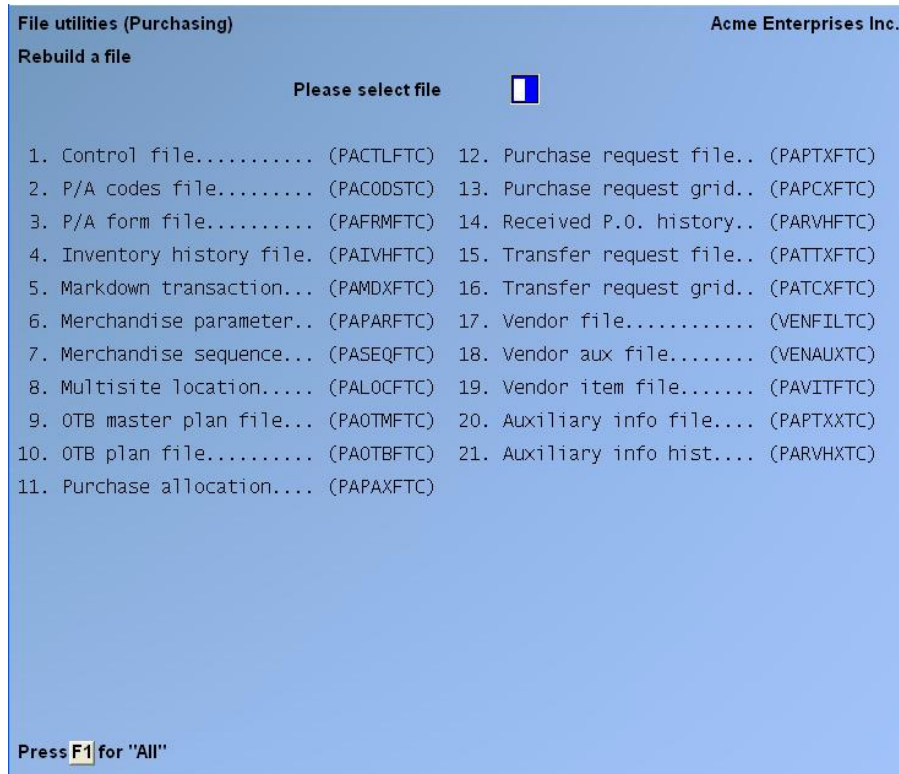 File utilities (Purchasing) Acme Enterprises Inc.
Rebuild a file
Please select file
1. Control file........... (PACTLFTC) 12. Purchase request file.. (PAPTXFTC)
2. P/A codes file......... (PACODSTC) 13. Purchase request grid.. (PAPCXFTC)
3. P/A form file.......... (PAFRMFTC) 14. Received P.O. history.. (PARVHFTC)
4. Inventory history file. (PAIVHFTC) 15. Transfer request file.. (PATTXFTC)
5. Markdown transaction... (PAMDXFTC) 16. Transfer request grid.. (PATCXFTC)
6. Merchandise parameter.. (PAPARFTC) 17. Vendor file............ (VENFILTC)
7. Merchandise sequence... (PASEQFTC) 18. Vendor aux file........ (VENAUXTC)
8. Multisite location..... (PALOCFTC) 19. Vendor item file....... (PAVITFTC)
9. OTB master plan file... (PAOTMFTC) 20. Auxiliary info file.... (PAPTXXTC)
10. OTB plan file.......... (PAOTBFTC) 21. Auxiliary info hist.... (PARVHXTC)
11. Purchase allocation.... (PAPAXFTC)
Press F1 for "All"